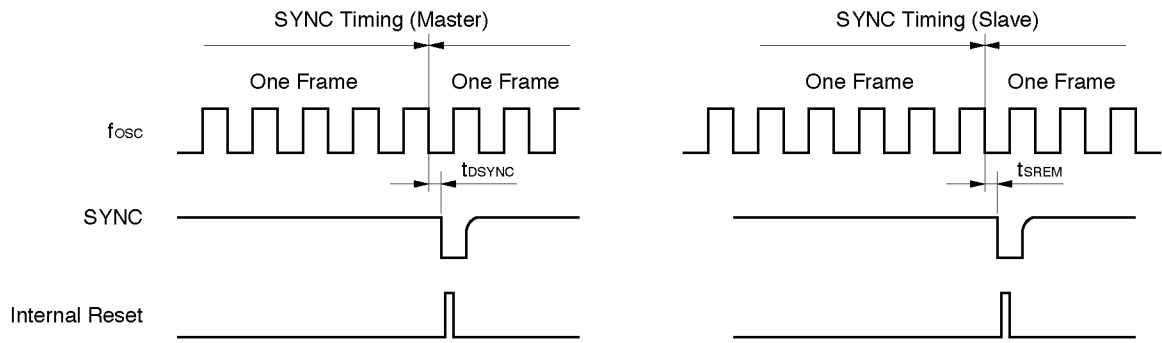 SYNC Timing (Master)
SYNC Timing (Slave)
One Frame
One Frame
One Frame
One Frame
fOSC
tDSYNC
tSREM
SYNC
Internal Reset